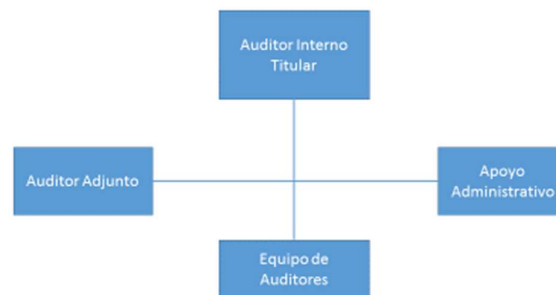 Auditor Interno
Titular
Auditor Adjunto
Apoyo
Administrativo
Equipo de
Auditores